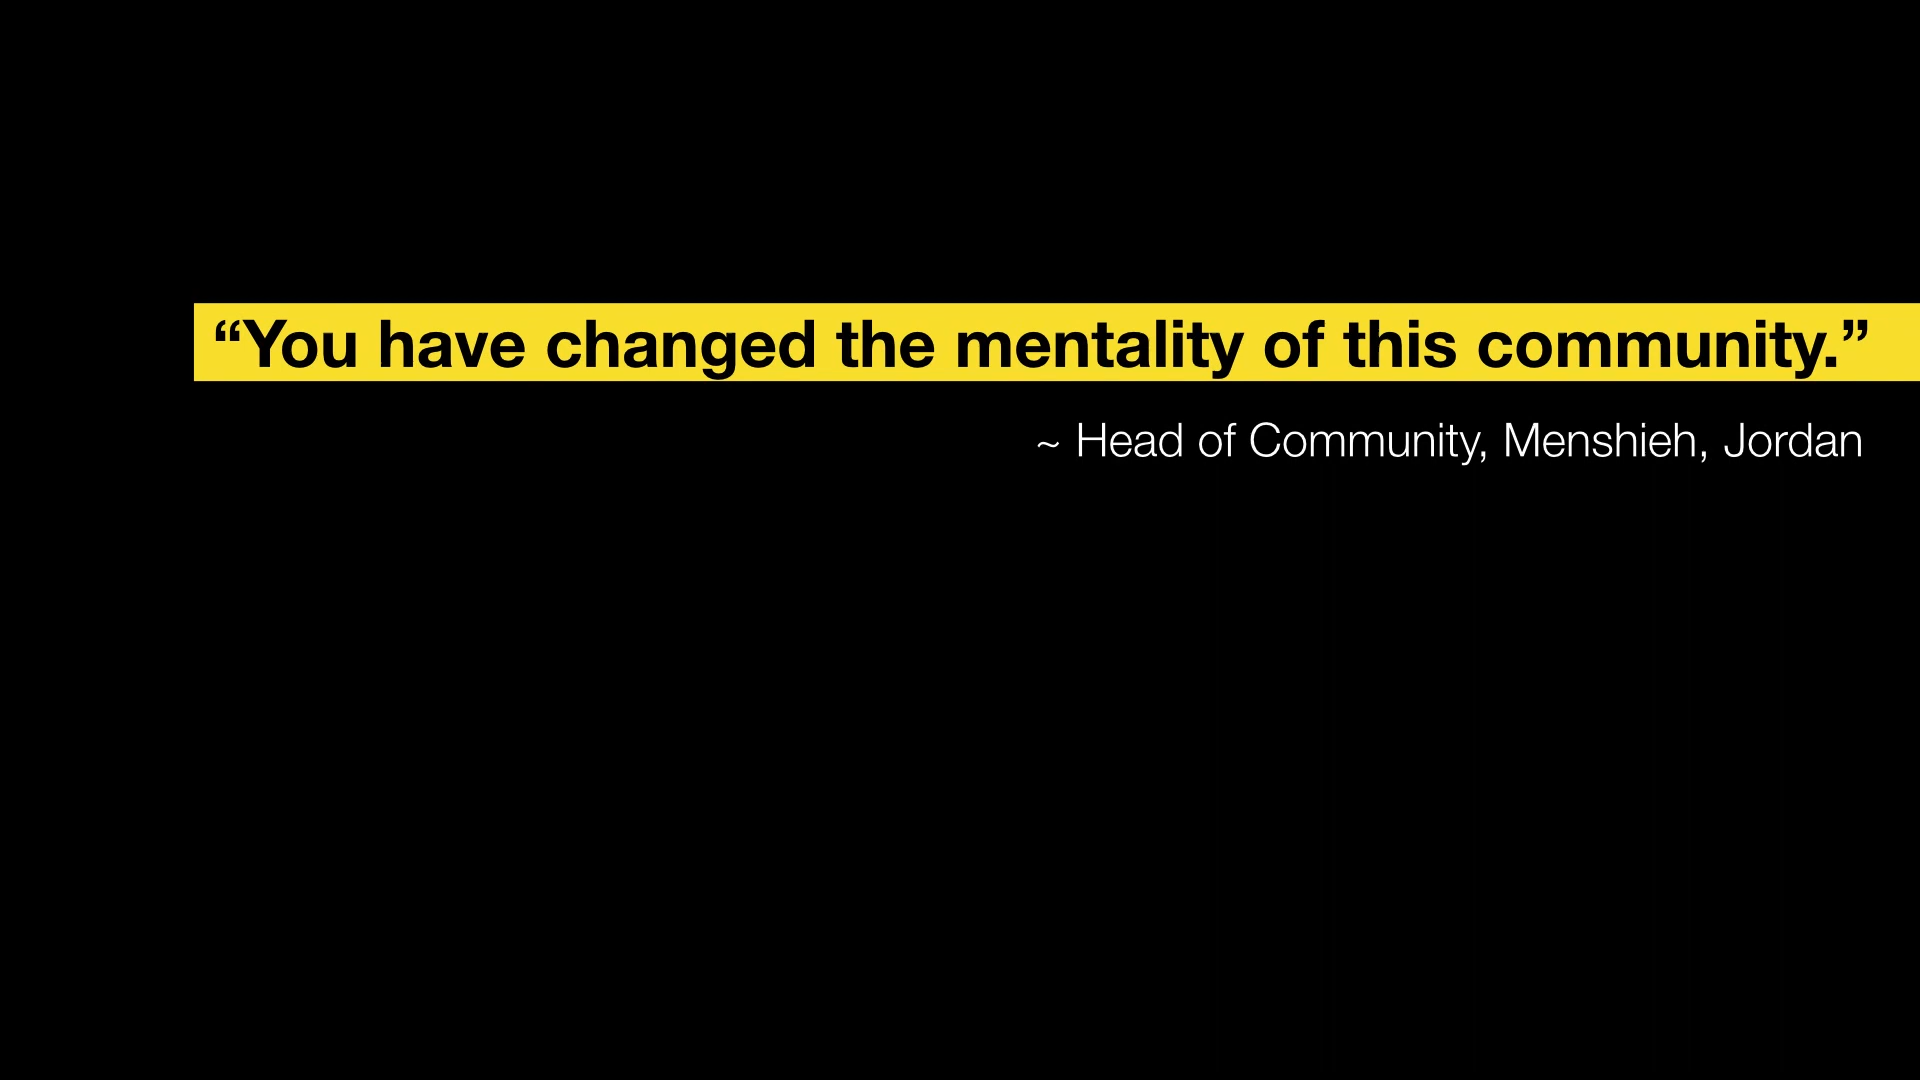 “You have changed the mentality of this community.”
~ Head of Community, Menshieh, Jordan